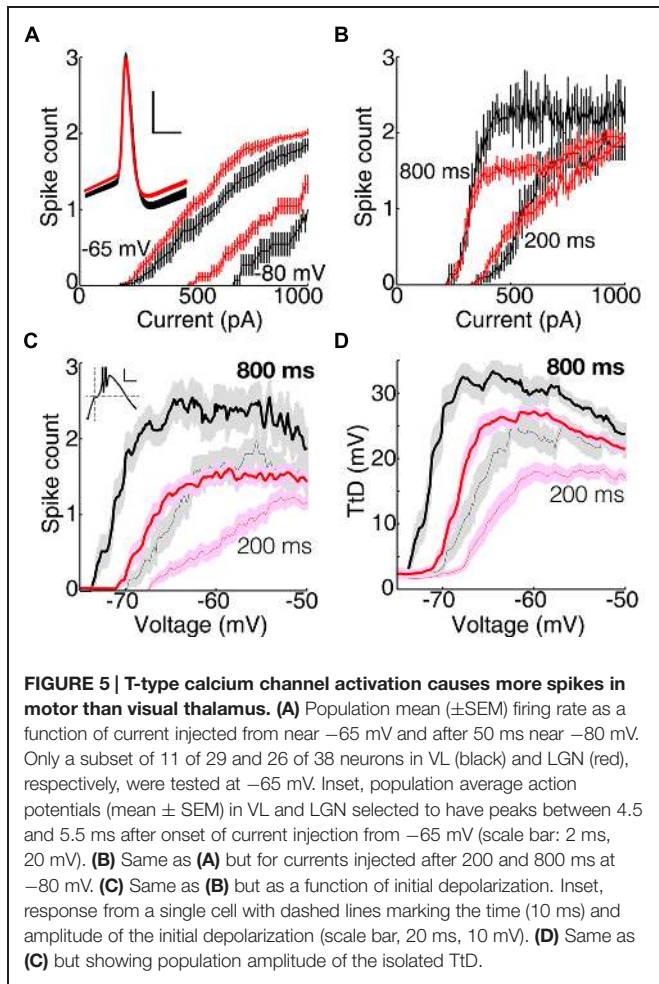 A
B
3
2
1
0
Spike count
-65 mV
-80 mV
500
1000
Current (pA)
3
2
1
0
Spike count
800 ms
200 ms
0
500
1000
Current (pA)
C
D
3
2
1
0
Spike count
800 ms
200 ms
-70
-60
-50
Voltage (mV)
30
20
10
0
TtD (mV)
800 ms
200 ms
-70
-60
-50
Voltage (mV)
FIGURE 5 | T-type calcium channel activation causes more spikes in
motor than visual thalamus. (A) Population mean (±SEM) firing rate as a
function of current injected from near −65 mV and after 50 ms near −80 mV.
Only a subset of 11 of 29 and 26 of 38 neurons in VL (black) and LGN (red),
respectively, were tested at −65 mV. Inset, population average action
potentials (mean ± SEM) in VL and LGN selected to have peaks between 4.5
and 5.5 ms after onset of current injection from −65 mV (scale bar: 2 ms,
20 mV). (B) Same as (A) but for currents injected after 200 and 800 ms at
−80 mV. (C) Same as (B) but as a function of initial depolarization. Inset,
response from a single cell with dashed lines marking the time (10 ms) and
amplitude of the initial depolarization (scale bar, 20 ms, 10 mV). (D) Same as
(C) but showing population amplitude of the isolated TtD.